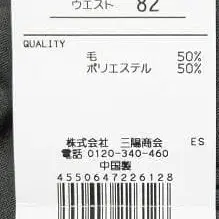 ウエスト 82
QUALITY
毛 50%
ポリエステル 50%
株式会社 三陽商会 ES
電話 0120-340-460
中国製
4550647226128